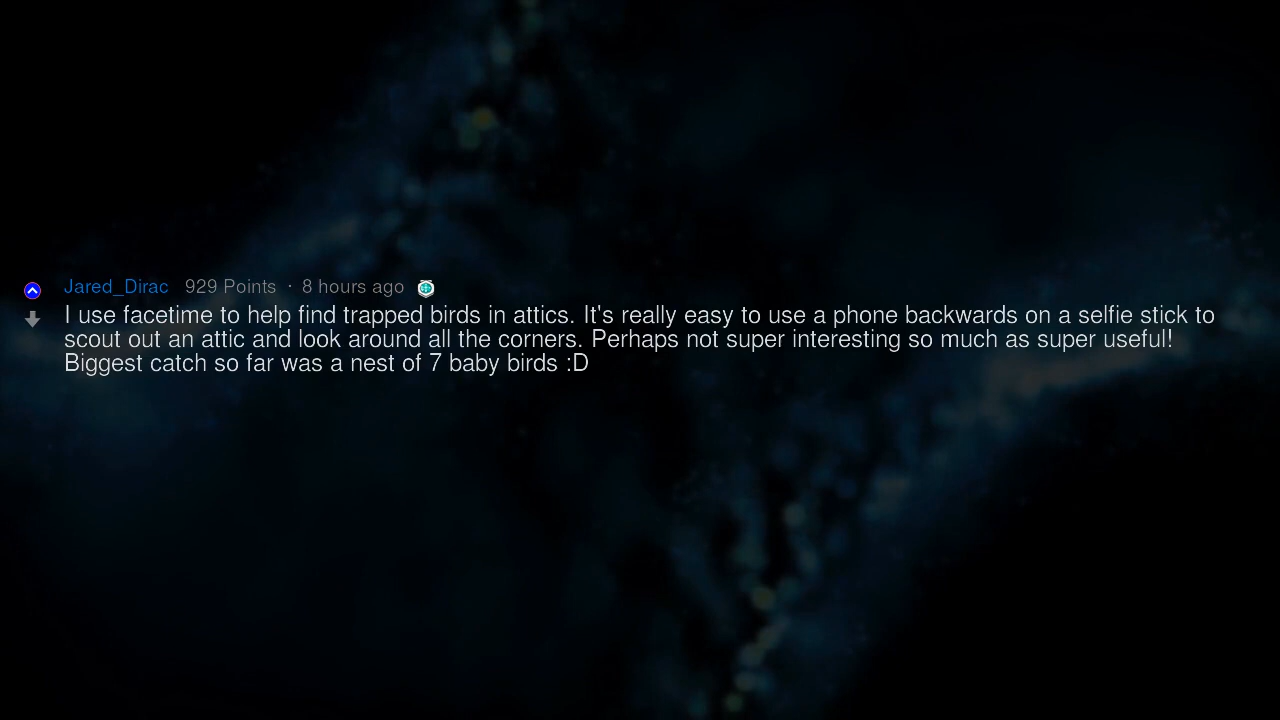 Jared_Dirac 929 Points · 8 hours ago
I use facetime to help find trapped birds in attics. It's really easy to use a phone backwards on a selfie stick to
scout out an attic and look around all the corners. Perhaps not super interesting so much as super useful!
Biggest catch so far was a nest of 7 baby birds :D